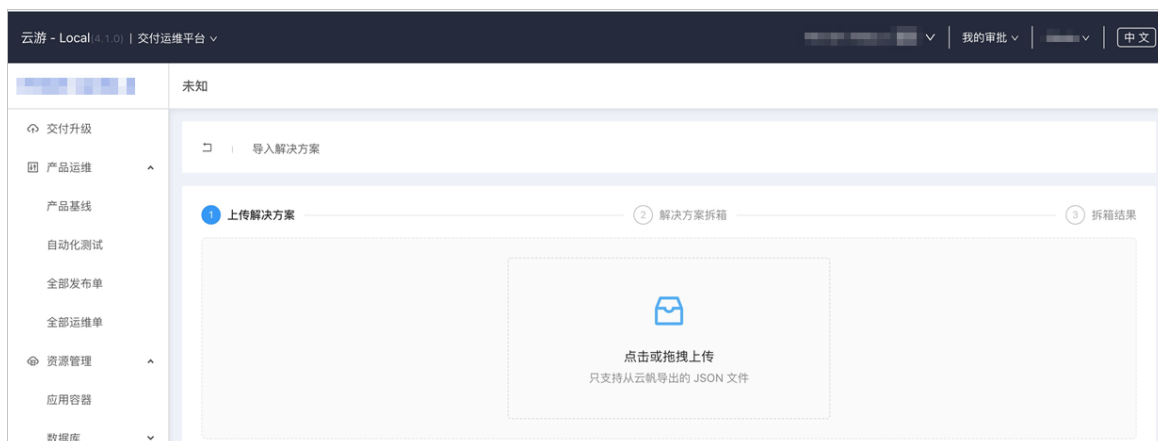 云游 - Local(4.1.0) | 交付运维平台
我的审批
中文
未知
交付升级
产品运维
产品基线
自动化测试
全部发布单
全部运维单
资源管理
应用容器
数据库
导入解决方案
1 上传解决方案
2 解决方案拆箱
3 拆箱结果
点击或拖拽上传
只支持从云帆导出的 JSON 文件